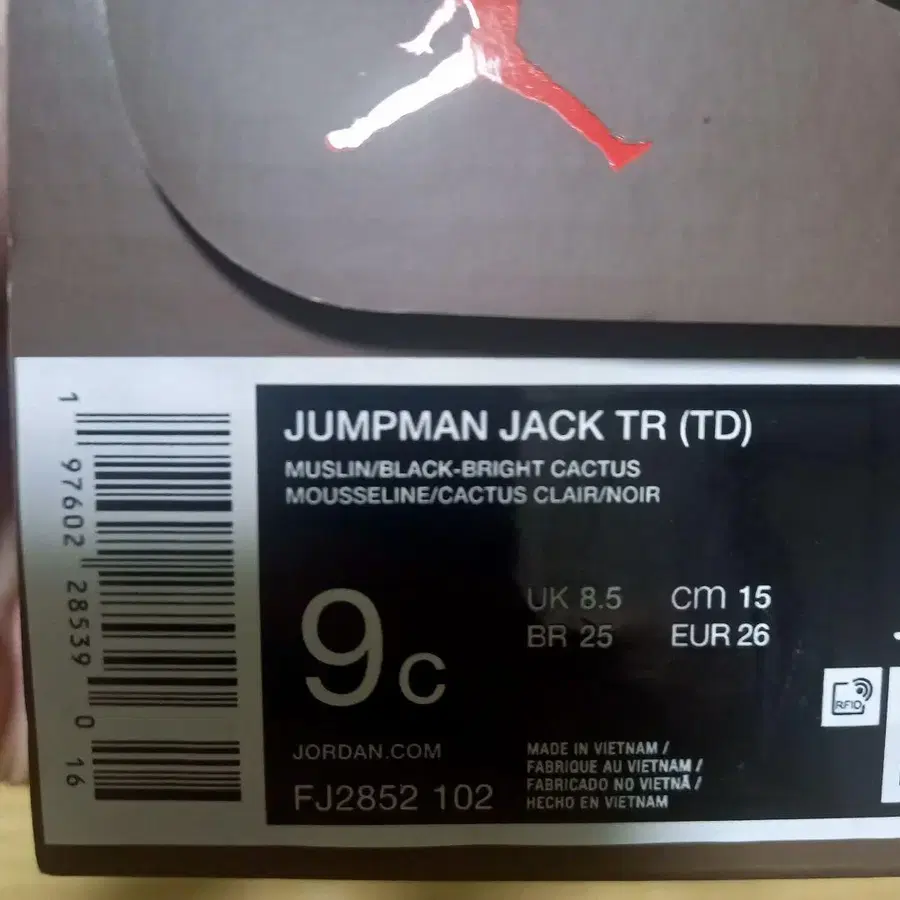 JUMPMAN JACK TR (TD)
MUSLIN/BLACK-BRIGHT CACTUS
MOUSSELINE/CACTUS CLAIR/NOIR
9c
UK 8.5 cm 15
BR 25 EUR 26
RFID
JORDAN.COM
FJ2852 102
MADE IN VIETNAM /
FABRIQUE AU VIETNAM /
FABRICADO NO VIETNÃ /
HECHO EN VIETNAM
1 97602 28539 0 16